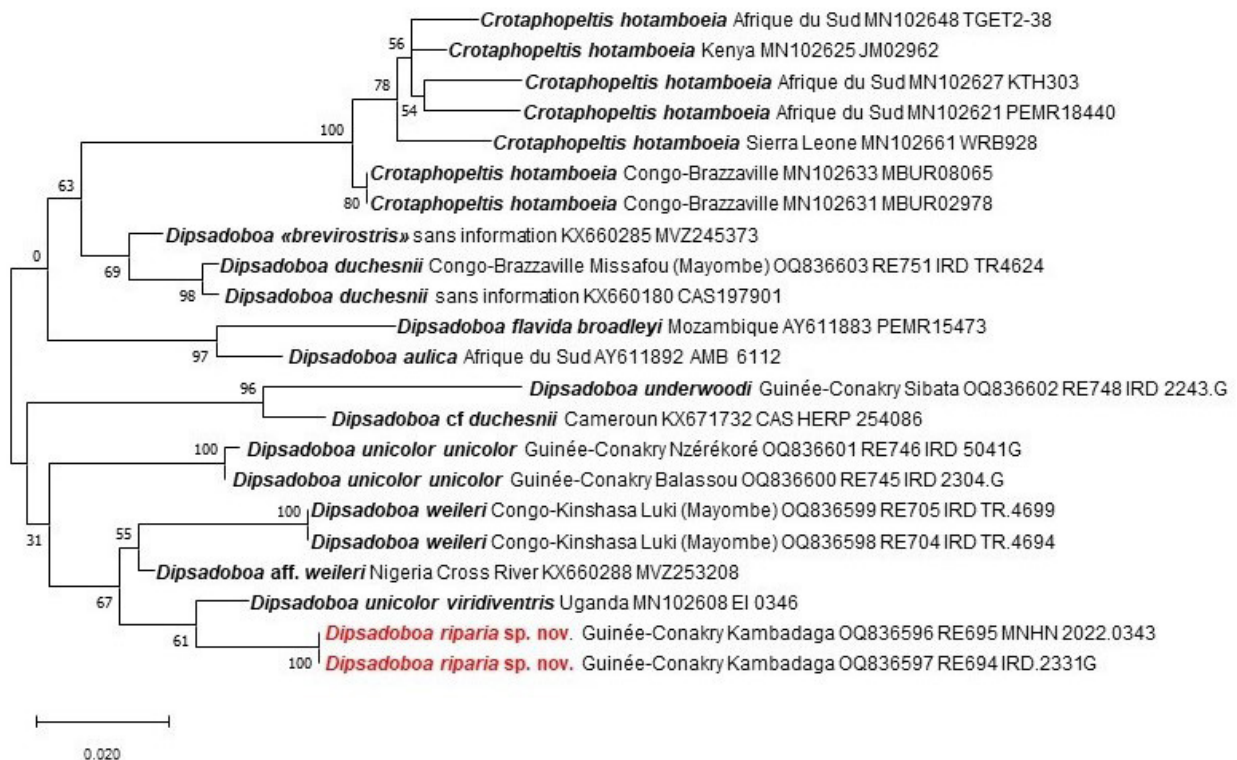 Crotaphopeltis hotamboeia Afrique du Sud MN102648 TGET2-38
56
Crotaphopeltis hotamboeia Kenya MN102625 JM02962
78
Crotaphopeltis hotamboeia Afrique du Sud MN102627 KTH303
54
Crotaphopeltis hotamboeia Afrique du Sud MN102621 PEMR18440
100
Crotaphopeltis hotamboeia Sierra Leone MN102661 WRB928
Crotaphopeltis hotamboeia Congo-Brazzaville MN102633 MBUR08065
63
80
Crotaphopeltis hotamboeia Congo-Brazzaville MN102631 MBUR02978
Dipsadoboa «brevirostris» sans information KX660285 MVZ245373
0
69
Dipsadoboa duchesnii Congo-Brazzaville Missafou (Mayombe) OQ836603 RE751 IRD TR4624
98
Dipsadoboa duchesnii sans information KX660180 CAS197901
Dipsadoboa flavida broadleyi Mozambique AY611883 PEMR15473
97
Dipsadoboa aulica Afrique du Sud AY611892 AMB 6112
96
Dipsadoboa underwoodi Guinée-Conakry Sibata OQ836602 RE748 IRD 2243.G
Dipsadoboa cf duchesnii Cameroun KX671732 CAS HERP 254086
100
Dipsadoboa unicolor unicolor Guinée-Conakry Nzérékoré OQ836601 RE746 IRD 5041G
Dipsadoboa unicolor unicolor Guinée-Conakry Balassou OQ836600 RE745 IRD 2304.G
100
Dipsadoboa weileri Congo-Kinshasa Luki (Mayombe) OQ836599 RE705 IRD TR.4699
31
55
Dipsadoboa weileri Congo-Kinshasa Luki (Mayombe) OQ836598 RE704 IRD TR.4694
Dipsadoboa aff. weileri Nigeria Cross River KX660288 MVZ253208
67
Dipsadoboa unicolor viridiventris Uganda MN102608 EI 0346
61
Dipsadoboa riparia sp. nov. Guinée-Conakry Kambadaga OQ836596 RE695 MNHN 2022.0343
100
Dipsadoboa riparia sp. nov. Guinée-Conakry Kambadaga OQ836597 RE694 IRD.2331G
0.020